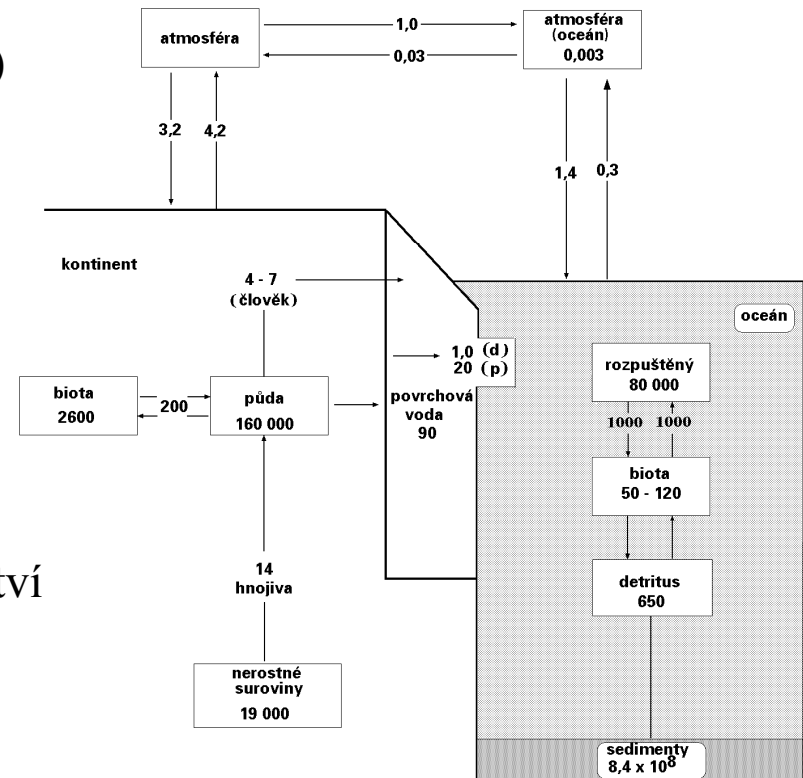 atmosféra
1,0
0,03
atmosféra
(oceán)
0,003
)
3,2 4,2
1,4 0,3
kontinent
4 - 7
(člověk)
oceán
1,0 (d)
20 (p)
rozpuštěný
80 000
biota
2600
200
půda
160 000
povrchová
voda
90
1000 1000
biota
50 - 120
14
hnojiva
tví
detritus
650
nerostné
suroviny
19 000
sedimenty
8,4 x 10⁸